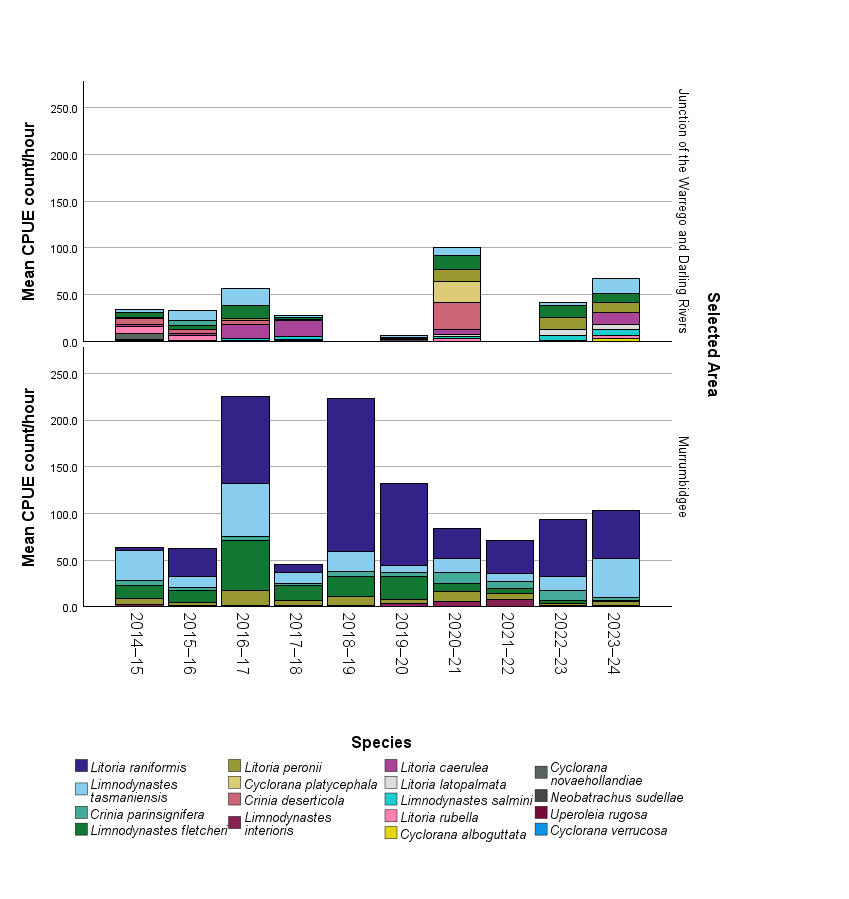 250.0
200.0
150.0
100.0
50.0
0.0
Mean CPUE count/hour
Junction of the Warrego and Darling Rivers
Selected Area
250.0
200.0
150.0
100.0
50.0
0.0
Mean CPUE count/hour
Murrumbidgee
2014–15
2015–16
2016–17
2017–18
2018–19
2019–20
2020–21
2021–22
2022–23
2023–24
Species
Litoria raniformis
Limnodynastes
tasmaniensis
Crinia parinsignifera
Limnodynastes fletcheri
Litoria peronii
Cyclorana platycephala
Crinia deserticola
Limnodynastes
interioris
Litoria caerulea
Litoria latopalmata
Limnodynastes salmini
Litoria rubella
Cyclorana alboguttata
Cyclorana
novaehollandiae
Neobatrachus sudellae
Uperoleia rugosa
Cyclorana verrucosa